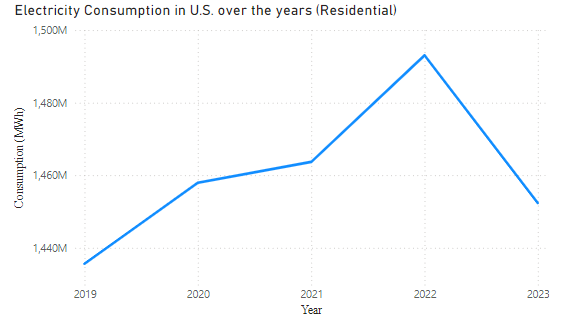 Electricity Consumption in U.S. over the years (Residential)
1,500M
1,480M
1,460M
1,440M
Consumption (MWh)
2019 2020 2021 2022 2023
Year